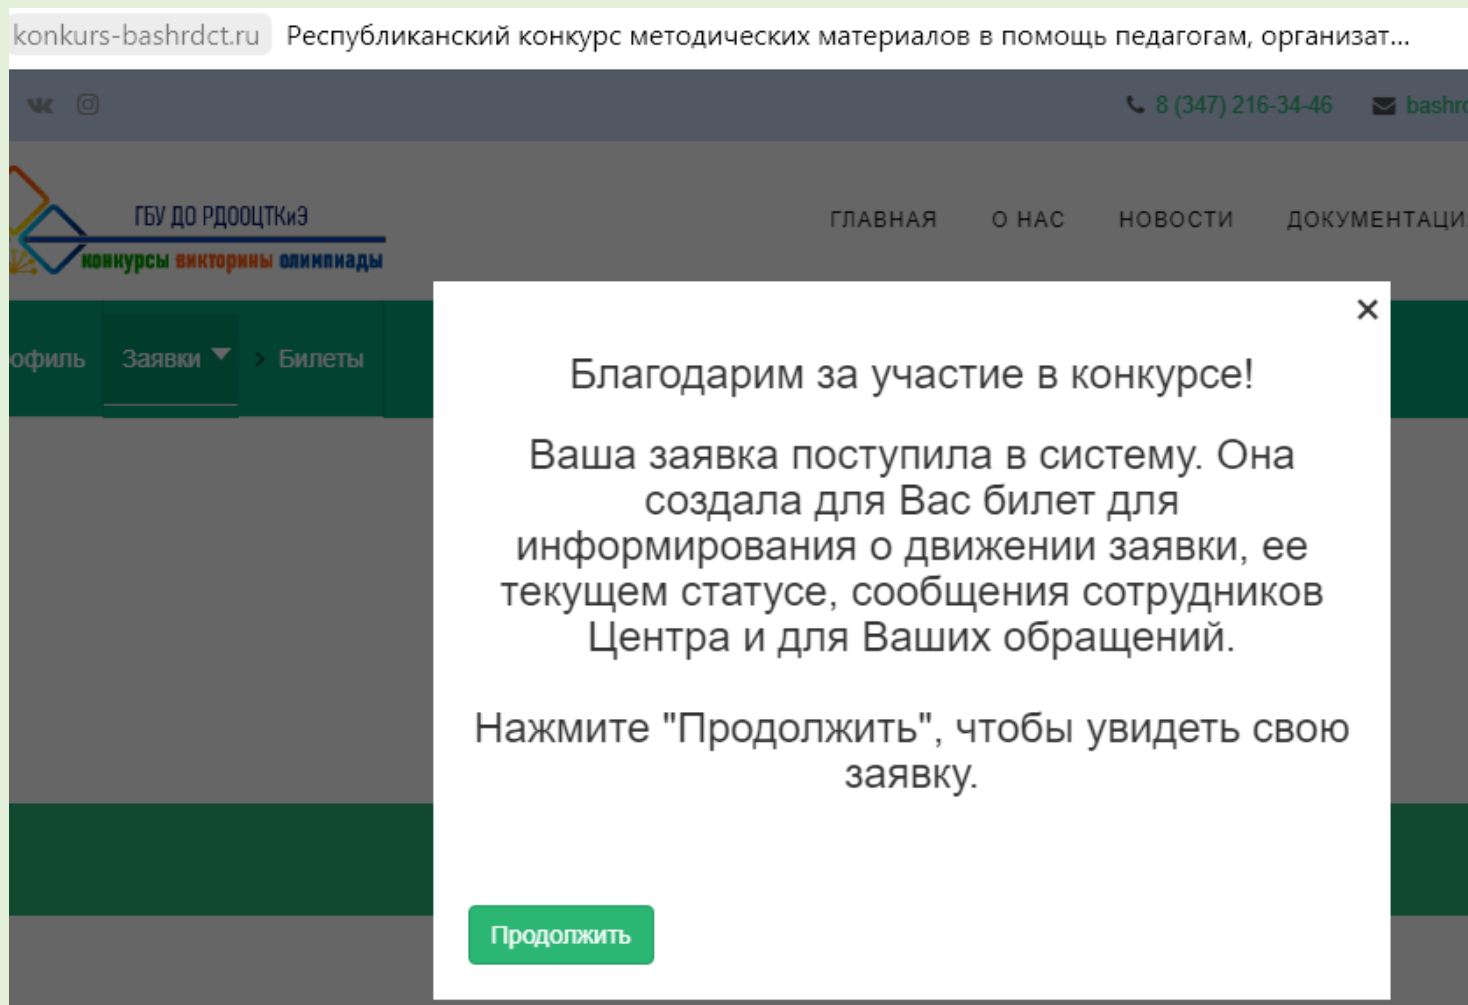 konkurs-bashrdct.ru Республиканский конкурс методических материалов в помощь педагогам, организат...
8 (347) 216-34-46 bashrd
ГБУ ДО РДООЦТКиЭ
конкурсы викторины олимпиады
ГЛАВНАЯ О НАС НОВОСТИ ДОКУМЕНТАЦИ
офиль Заявки Билеты
Благодарим за участие в конкурсе!
Ваша заявка поступила в систему. Она
создала для Вас билет для
информирования о движении заявки, ее
текущем статусе, сообщения сотрудников
Центра и для Ваших обращений.
Нажмите "Продолжить", чтобы увидеть свою
заявку.
Продолжить